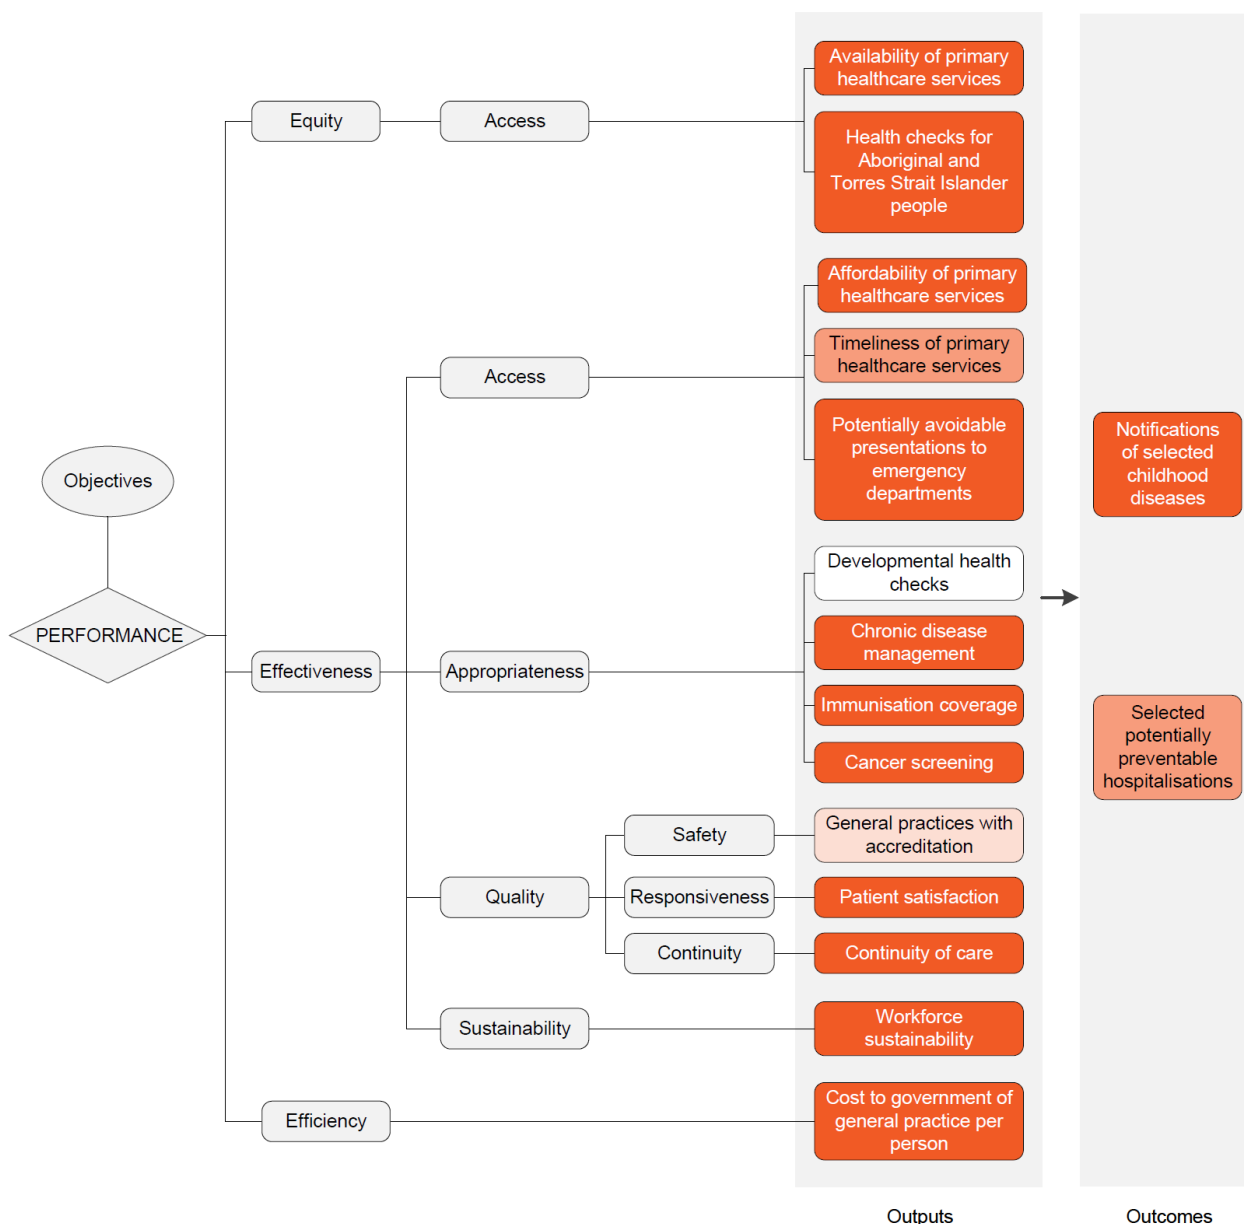 Availability of primary
healthcare services
Equity
Access
Health checks for
Aboriginal and
Torres Strait Islander
people
Affordability of primary
healthcare services
Timeliness of primary
healthcare services
Access
Potentially avoidable
presentations to
emergency
departments
Notifications
of selected
childhood
diseases
Objectives
PERFORMANCE
Developmental health
checks
Chronic disease
management
Effectiveness
Appropriateness
Immunisation coverage
Cancer screening
Selected
potentially
preventable
hospitalisations
Safety
General practices with
accreditation
Quality
Responsiveness
Patient satisfaction
Continuity
Continuity of care
Sustainability
Workforce
sustainability
Efficiency
Cost to government of
general practice per
person
Outputs
Outcomes